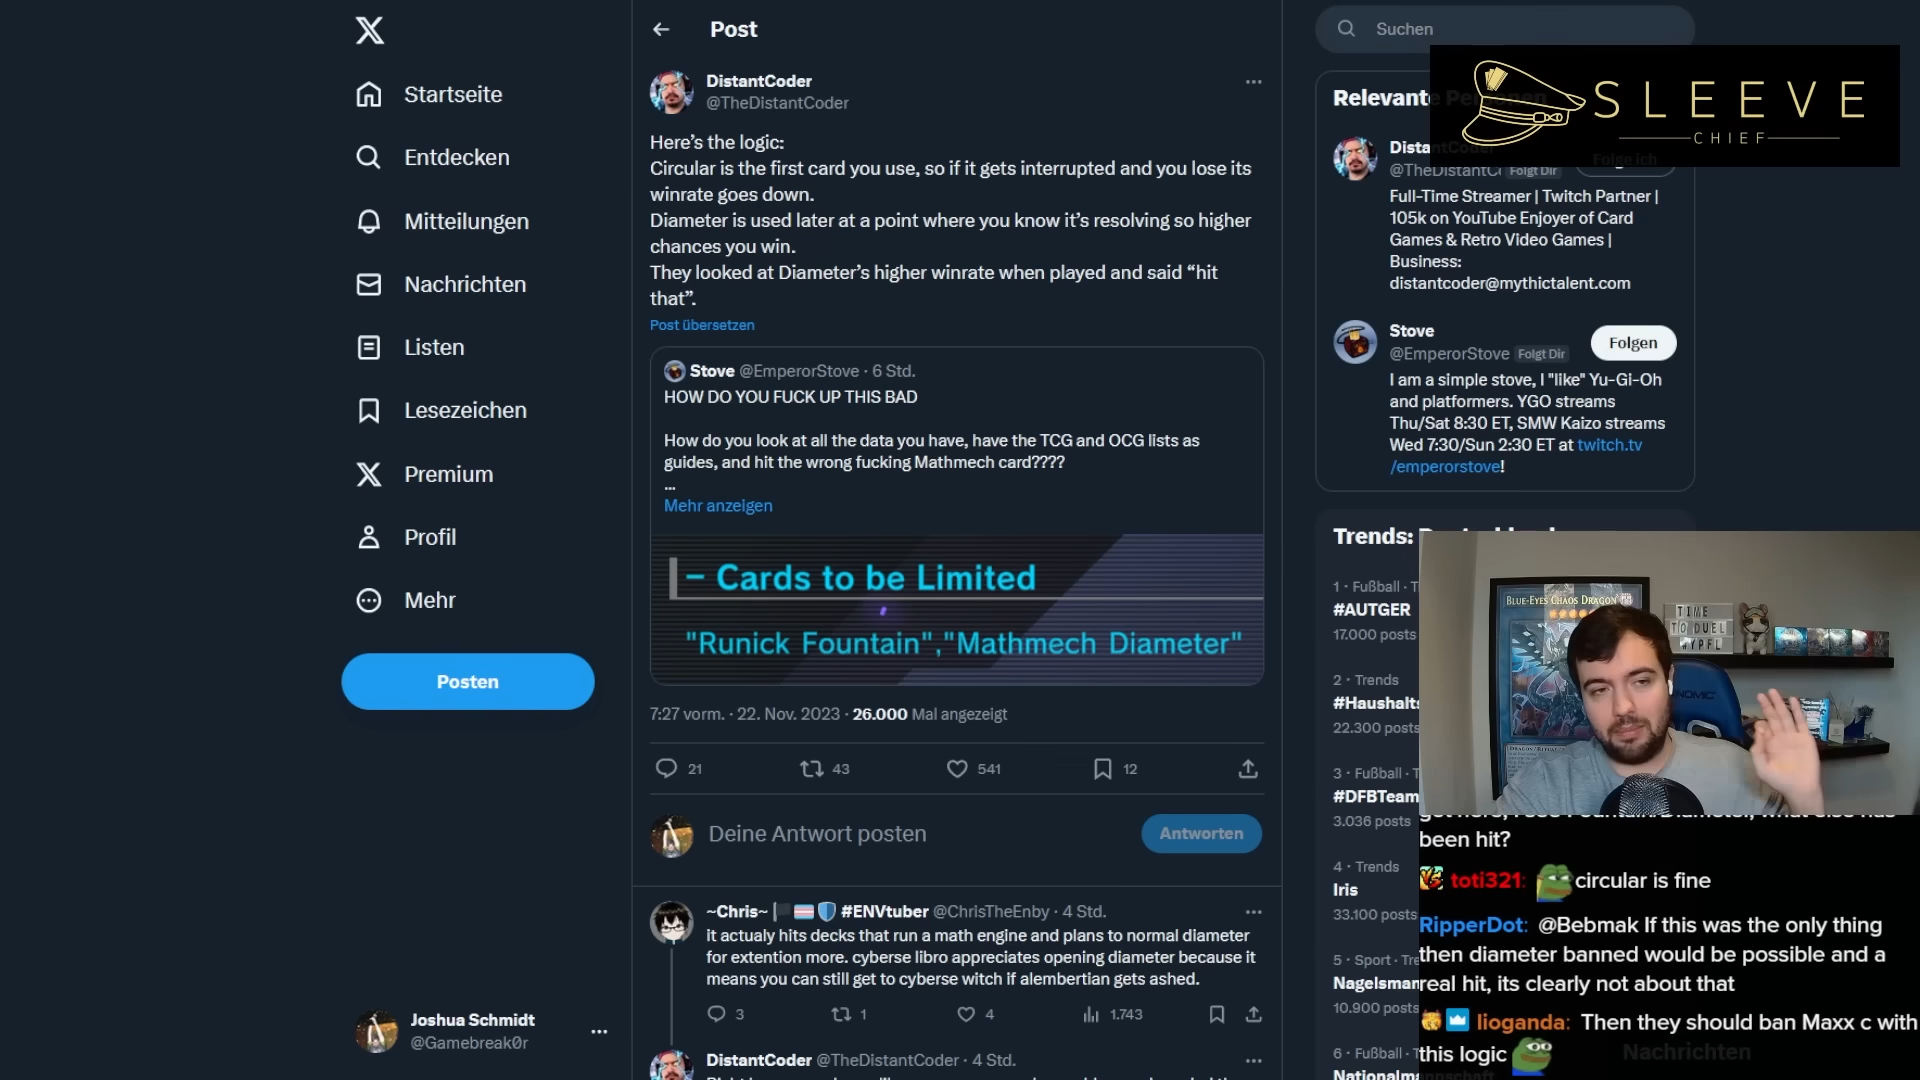 Startseite
Entdecken
Mitteilungen
Nachrichten
Listen
Lesezeichen
Premium
Profil
Mehr
Posten
Joshua Schmidt
@Gamebreak0r
Post
DistantCoder
@TheDistantCoder
Here's the logic:
Circular is the first card you use, so if it gets interrupted and you lose its
winrate goes down.
Diameter is used later at a point where you know it's resolving so higher
chances you win.
They looked at Diameter's higher winrate when played and said “hit
that”.
Post übersetzen
Stove @EmperorStove · 6 Std.
HOW DO YOU FUCK UP THIS BAD
How do you look at all the data you have, have the TCG and OCG lists as
guides, and hit the wrong fucking Mathmech card????
...
Mehr anzeigen
– Cards to be Limited
"Runick Fountain","Mathmech Diameter"
7:27 vorm. · 22. Nov. 2023 · 26.000 Mal angezeigt
21 43 541 12
Deine Antwort posten
Antworten
~Chris~ #ENVtuber @ChrisTheEnby · 4 Std.
it actualy hits decks that run a math engine and plans to normal diameter
for extention more. cyberse libro appreciates opening diameter because it
means you can still get to cyberse witch if alembertian gets ashed.
3 1 4 1.743
DistantCoder @TheDistantCoder · 4 Std.
Suchen
SLEEVE
CHIEF
Relevante
Folge ich
@TheDistantC Folgt Dir
Full-Time Streamer | Twitch Partner |
105k on YouTube Enjoyer of Card
Games & Retro Video Games |
Business:
distantcoder@mythictalent.com
Stove
@EmperorStove Folgt Dir
Folgen
I am a simple stove, I "like" Yu-Gi-Oh
and platformers. YGO streams
Thu/Sat 8:30 ET, SMW Kaizo streams
Wed 7:30/Sun 2:30 ET at twitch.tv
/emperorstove!
Trends:
1 · Fußball · T
#AUTGER
17.000 posts
2 · Trends
#Haushalts
22.300 posts
3 · Fußball · T
#DFBTeam
3.036 posts
4 · Trends
Iris
33.100 posts
5 · Sport · Tre
Nagelsman
10.900 posts
6 · Fußball · T
BLUE-EYES CHAOS DRAGON
TIME
TO DUEL
WYPFL
NOMIC
been hit?
toti321: circular is fine
RipperDot: @Bebmak If this was the only thing
then diameter banned would be possible and a
real hit, its clearly not about that
lioganda: Then they should ban Maxx c with
this logic
Nachrichten